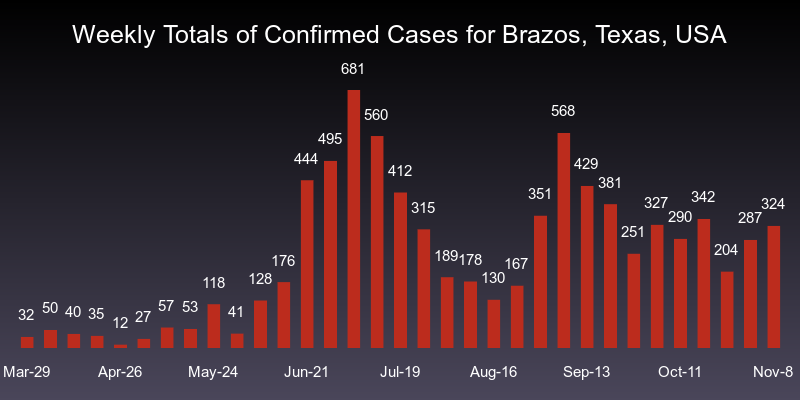 Weekly Totals of Confirmed Cases for Brazos, Texas, USA
32 50 40 35 12 27 57 53 118 41 128 176 444 495 681 560 412 315 189 178 130 167 351 568 429 381 251 327 290 342 204 287 324
Mar-29 Apr-26 May-24 Jun-21 Jul-19 Aug-16 Sep-13 Oct-11 Nov-8